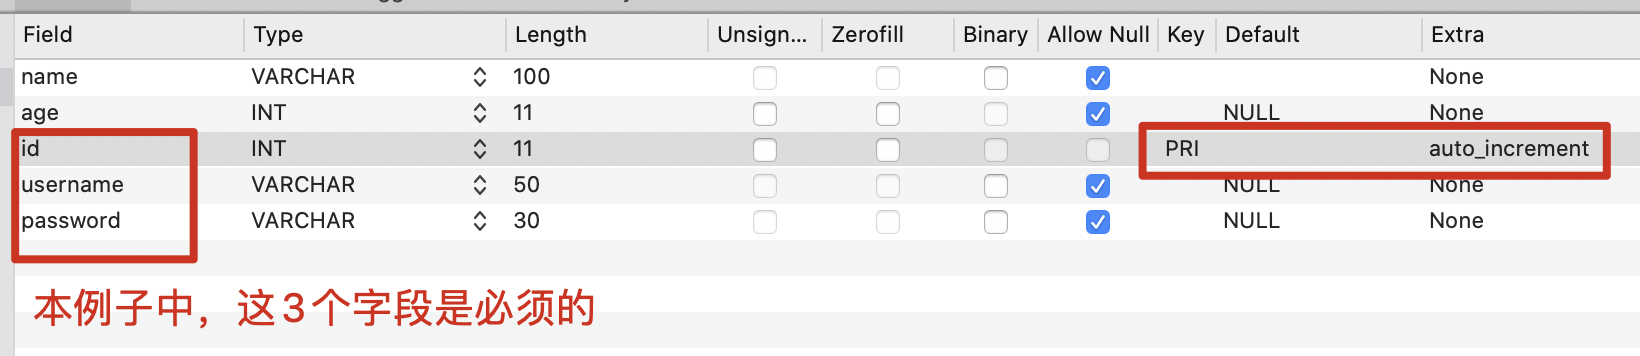 Field Type Length Unsign... Zerofill Binary Allow Null Key Default Extra
name VARCHAR 100 None
age INT 11 NULL None
id INT 11 PRI auto_increment
username VARCHAR 50 NULL None
password VARCHAR 30 NULL None
本例子中，这3个字段是必须的